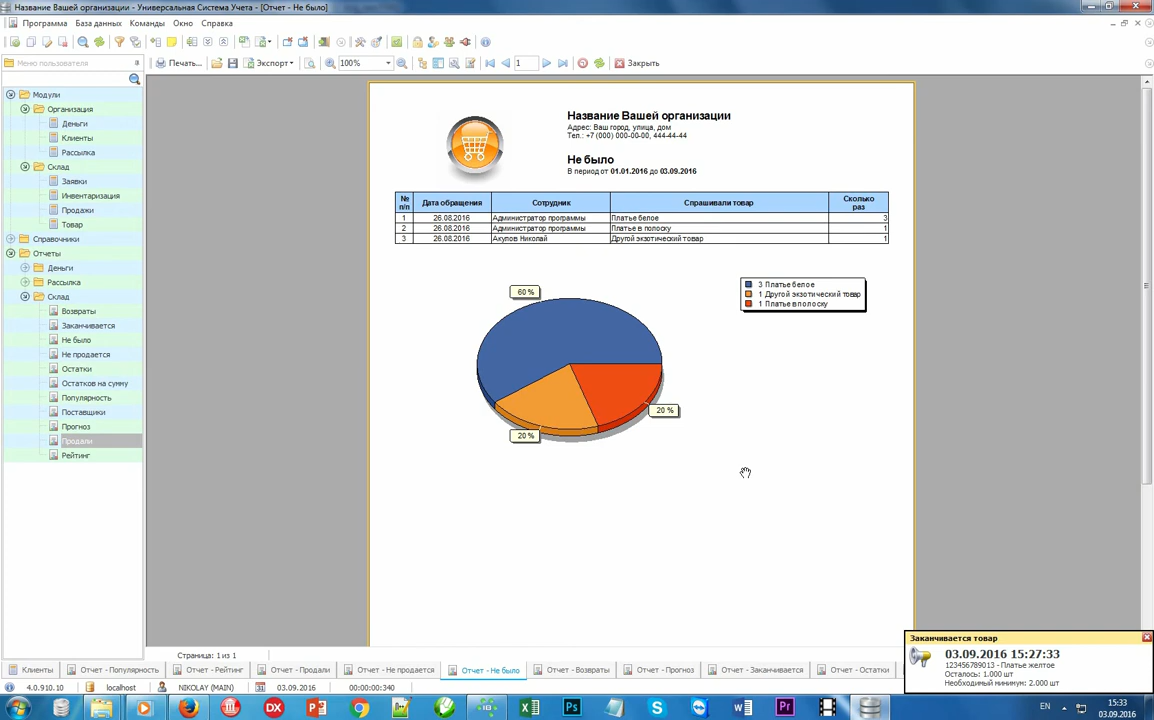 Название Вашей организации - Универсальная Система Учета - [Отчет - Не было]
Программа База данных Команды Окно Справка
Меню пользователя
Печать... Экспорт 100% 1 Закрыть
Модули
Организация
Деньги
Клиенты
Рассылка
Склад
Заявки
Инвентаризация
Продажи
Товар
Справочники
Отчеты
Деньги
Рассылка
Склад
Возвраты
Заканчивается
Не было
Не продается
Остатки
Остатков на сумму
Популярность
Поставщики
Прогноз
Продали
Рейтинг
Название Вашей организации
Адрес: Ваш город, улица, дом
Тел.: +7 (000) 000-00-00, 444-44-44
Не было
В период от 01.01.2016 до 03.09.2016
№ п/п Дата обращения Сотрудник Спрашивали товар Сколько раз
1 26.08.2016 Администратор программы Платье белое 3
2 26.08.2016 Администратор программы Платье в полоску 1
3 26.08.2016 Акулов Николай Другой экзотический товар 1
60 %
20 %
20 %
3 Платье белое
1 Другой экзотический товар
1 Платье в полоску
Страница: 1 из 1
Клиенты Отчет - Популярность Отчет - Рейтинг Отчет - Продали Отчет - Не продается Отчет - Не было Отчет - Возвраты Отчет - Прогноз Отчет - Заканчивается Отчет - Остатки
Заканчивается товар
03.09.2016 15:27:33
123456789013 - Платье желтое
Осталось: 1.000 шт
Необходимый минимум: 2.000 шт
4.0.910.10 localhost NIKOLAY (MAIN) 03.09.2016 00:00:00:340
EN 15:33
03.09.2016